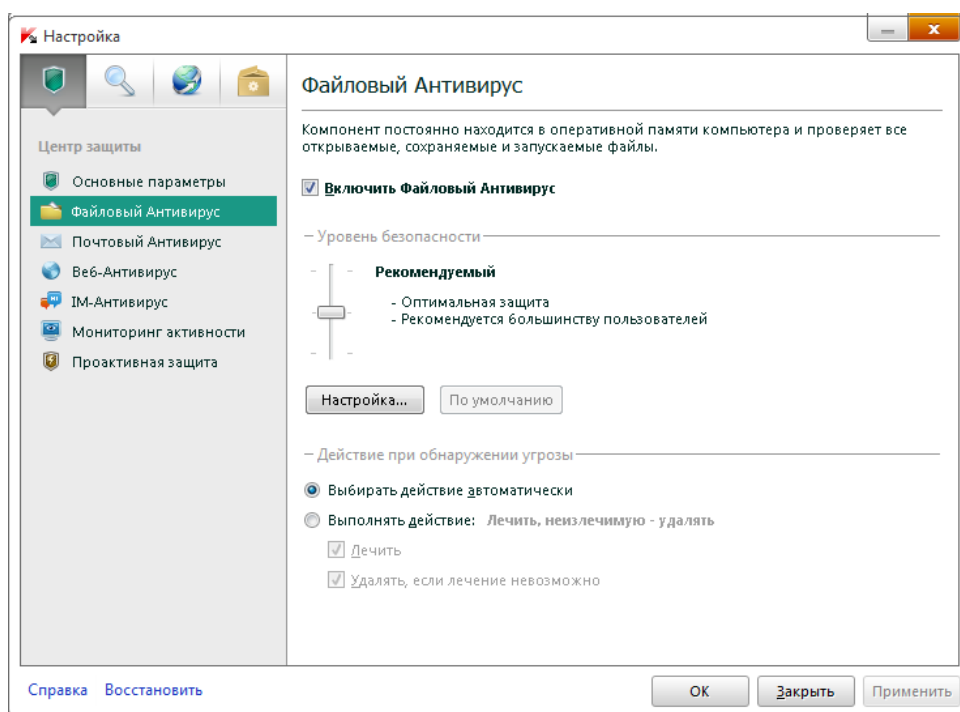 Настройка
Файловый Антивирус
Компонент постоянно находится в оперативной памяти компьютера и проверяет все
открываемые, сохраняемые и запускаемые файлы.
Центр защиты
Основные параметры
Файловый Антивирус
Почтовый Антивирус
Веб-Антивирус
IM-Антивирус
Мониторинг активности
Проактивная защита
Включить Файловый Антивирус
Уровень безопасности
Рекомендуемый
- Оптимальная защита
- Рекомендуется большинству пользователей
Настройка... По умолчанию
Действие при обнаружении угрозы
Выбирать действие автоматически
Выполнять действие: Лечить, неизлечимую - удалять
Лечить
Удалять, если лечение невозможно
Справка Восстановить
OK Закрыть Применить